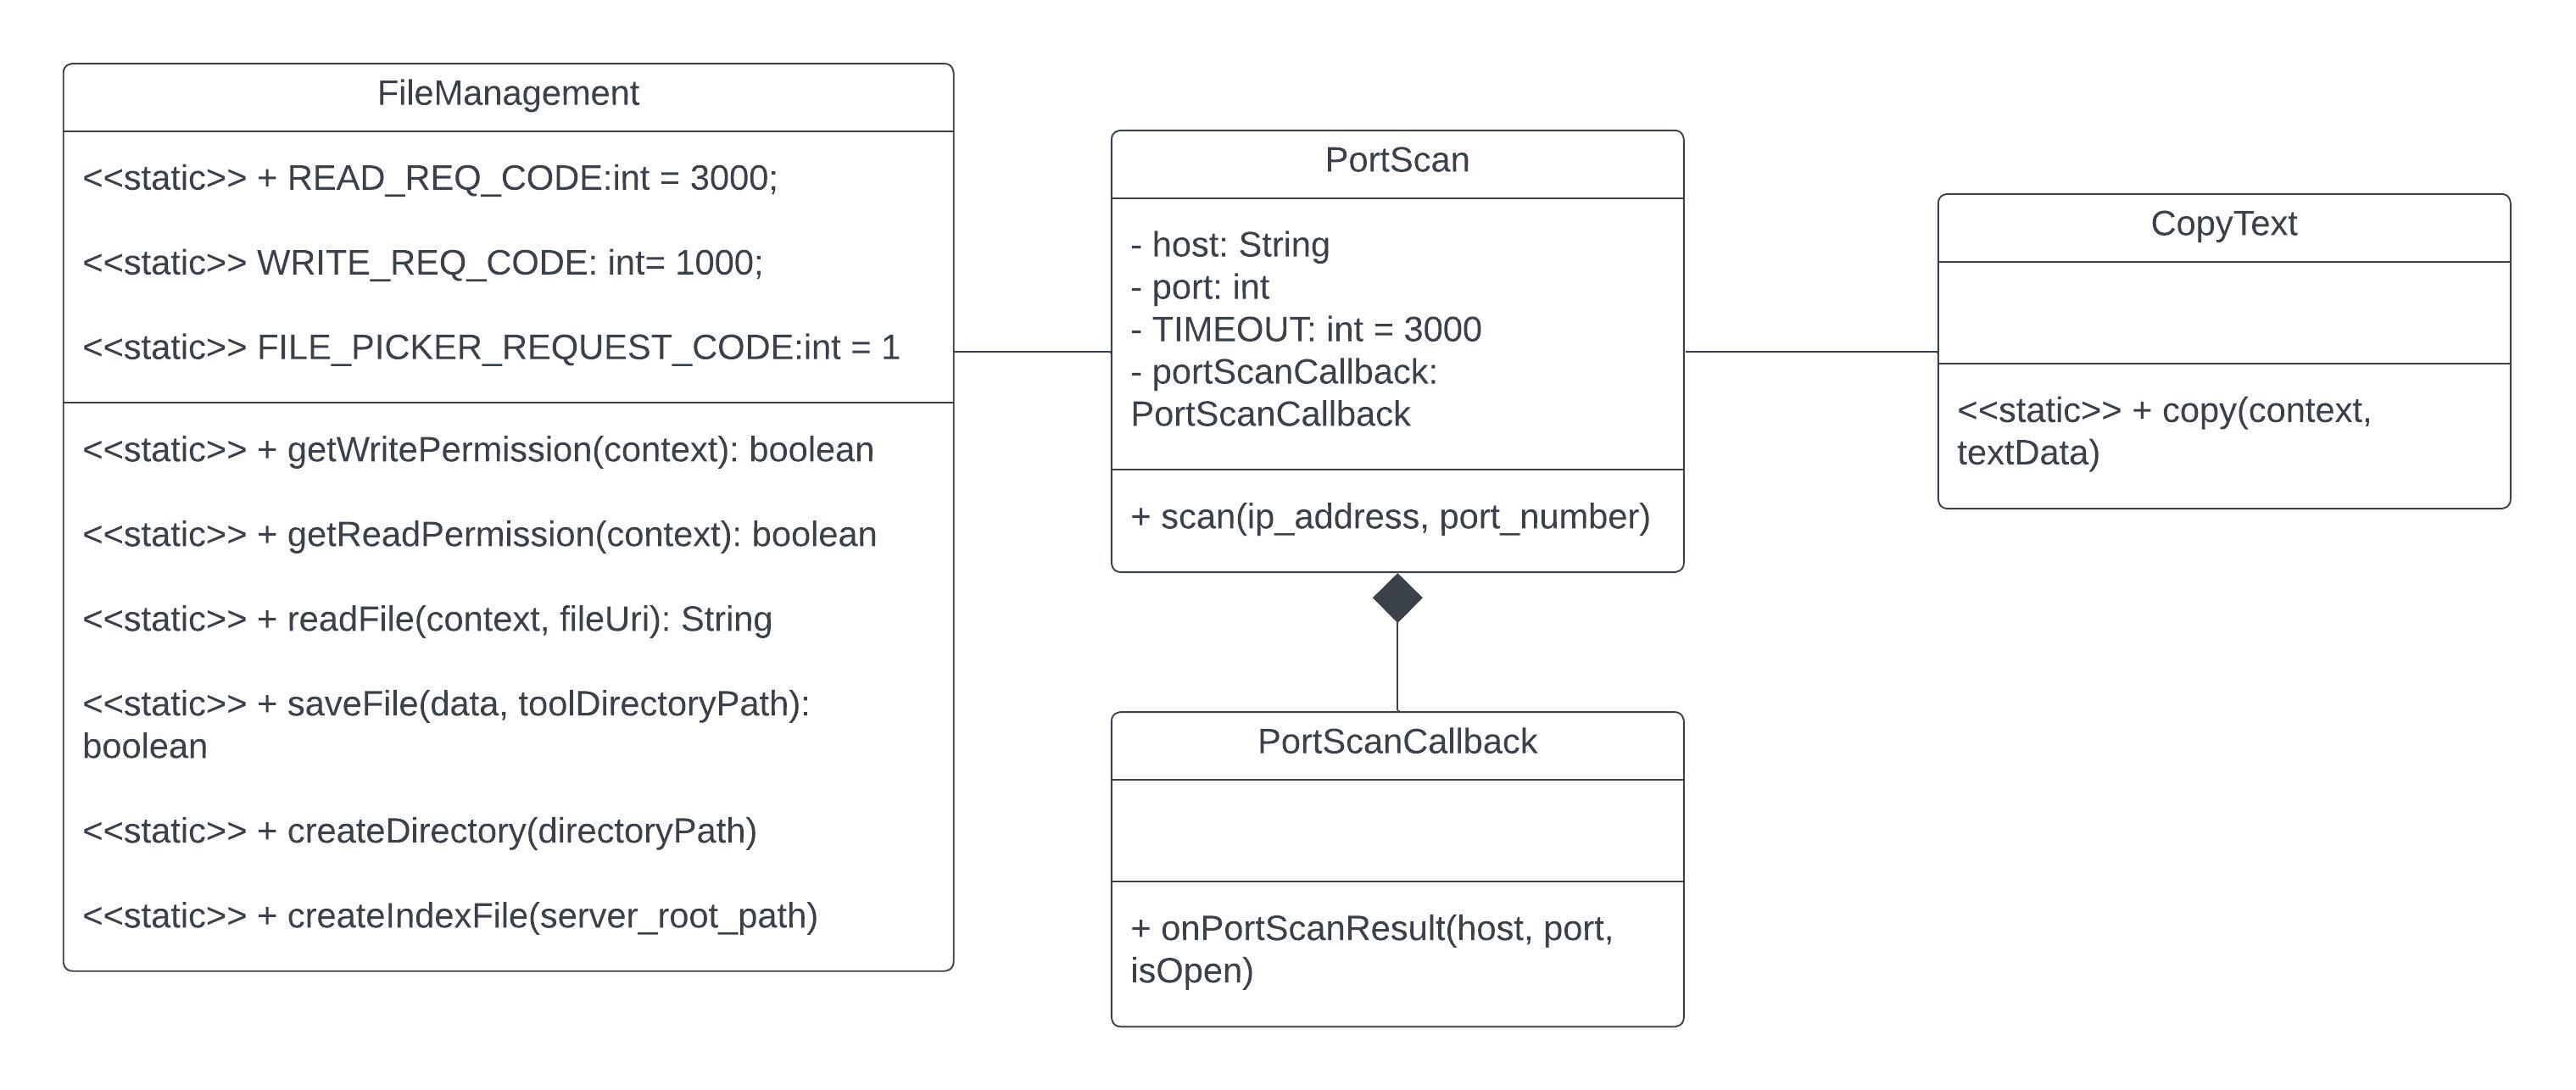 FileManagement
<<static>> + READ_REQ_CODE:int = 3000;
<<static>> WRITE_REQ_CODE: int= 1000;
<<static>> FILE_PICKER_REQUEST_CODE:int = 1
<<static>> + getWritePermission(context): boolean
<<static>> + getReadPermission(context): boolean
<<static>> + readFile(context, fileUri): String
<<static>> + saveFile(data, toolDirectoryPath):
boolean
<<static>> + createDirectory(directoryPath)
<<static>> + createIndexFile(server_root_path)
PortScan
- host: String
- port: int
- TIMEOUT: int = 3000
- portScanCallback:
PortScanCallback
+ scan(ip_address, port_number)
PortScanCallback
+ onPortScanResult(host, port,
isOpen)
CopyText
<<static>> + copy(context,
textData)